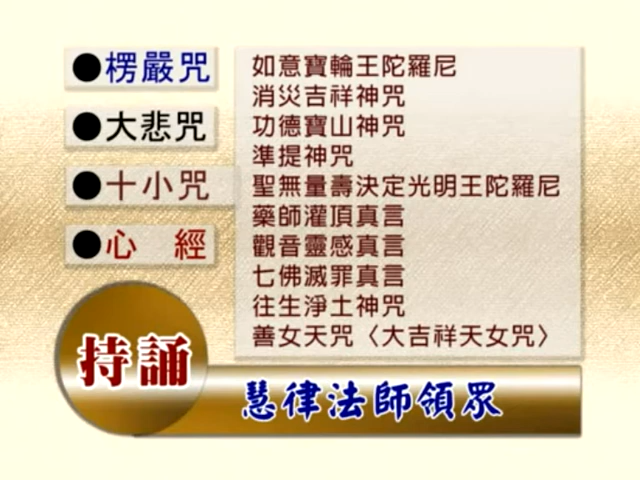 ●楞嚴咒
●大悲咒
●十小咒
●心　經
如意寶輪王陀羅尼
消災吉祥神咒
功德寶山神咒
準提神咒
聖無量壽決定光明王陀羅尼
藥師灌頂真言
觀音靈感真言
七佛滅罪真言
往生淨土神咒
善女天咒〈大吉祥天女咒〉
持誦
慧律法師領眾